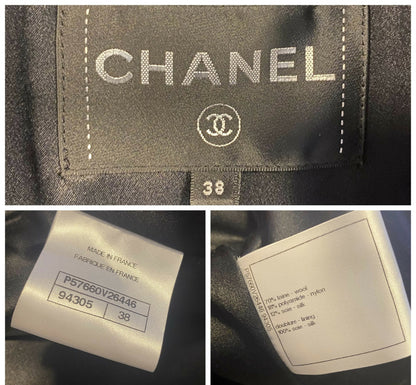 CHANEL
38
MADE IN FRANCE
FABRIQUE EN FRANCE
P57660V26446
94305 38
70% laine - wool
18% polyamide - nylon
12% soie - silk
doublure - lining
100% soie - silk